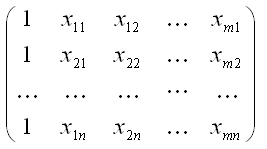 1 x₁₁ x₁₂ … xₘ₁
1 x₂₁ x₂₂ … xₘ₂
… … … … …
1 x₁ₙ x₂ₙ … xₘₙ